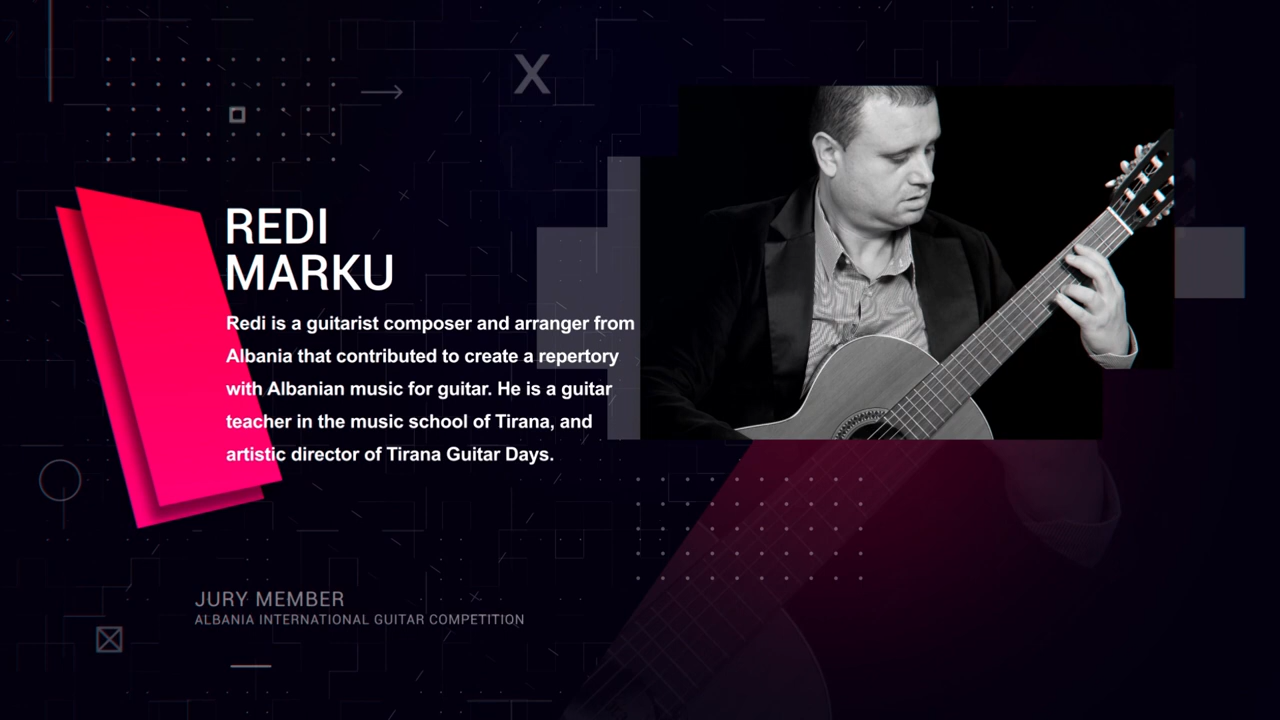 X
REDI
MARKU
Redi is a guitarist composer and arranger from
Albania that contributed to create a repertory
with Albanian music for guitar. He is a guitar
teacher in the music school of Tirana, and
artistic director of Tirana Guitar Days.
JURY MEMBER
ALBANIA INTERNATIONAL GUITAR COMPETITION